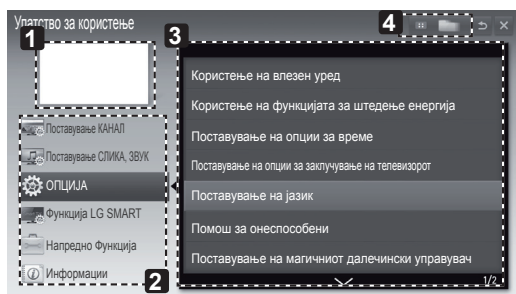 Упатство за користење
1
3
4
Користење на влезен уред
Користење на функцијата за штедење енергија
Поставување на опции за време
Поставување на опции за заклучување на телевизорот
Поставување на јазик
Помош за онеспособени
Поставување на магичниот далечински управувач
1/2
Поставување КАНАЛ
Поставување СЛИКА, ЗВУК
ОПЦИЈА
Функција LG SMART
Напредно Функција
Информации
2